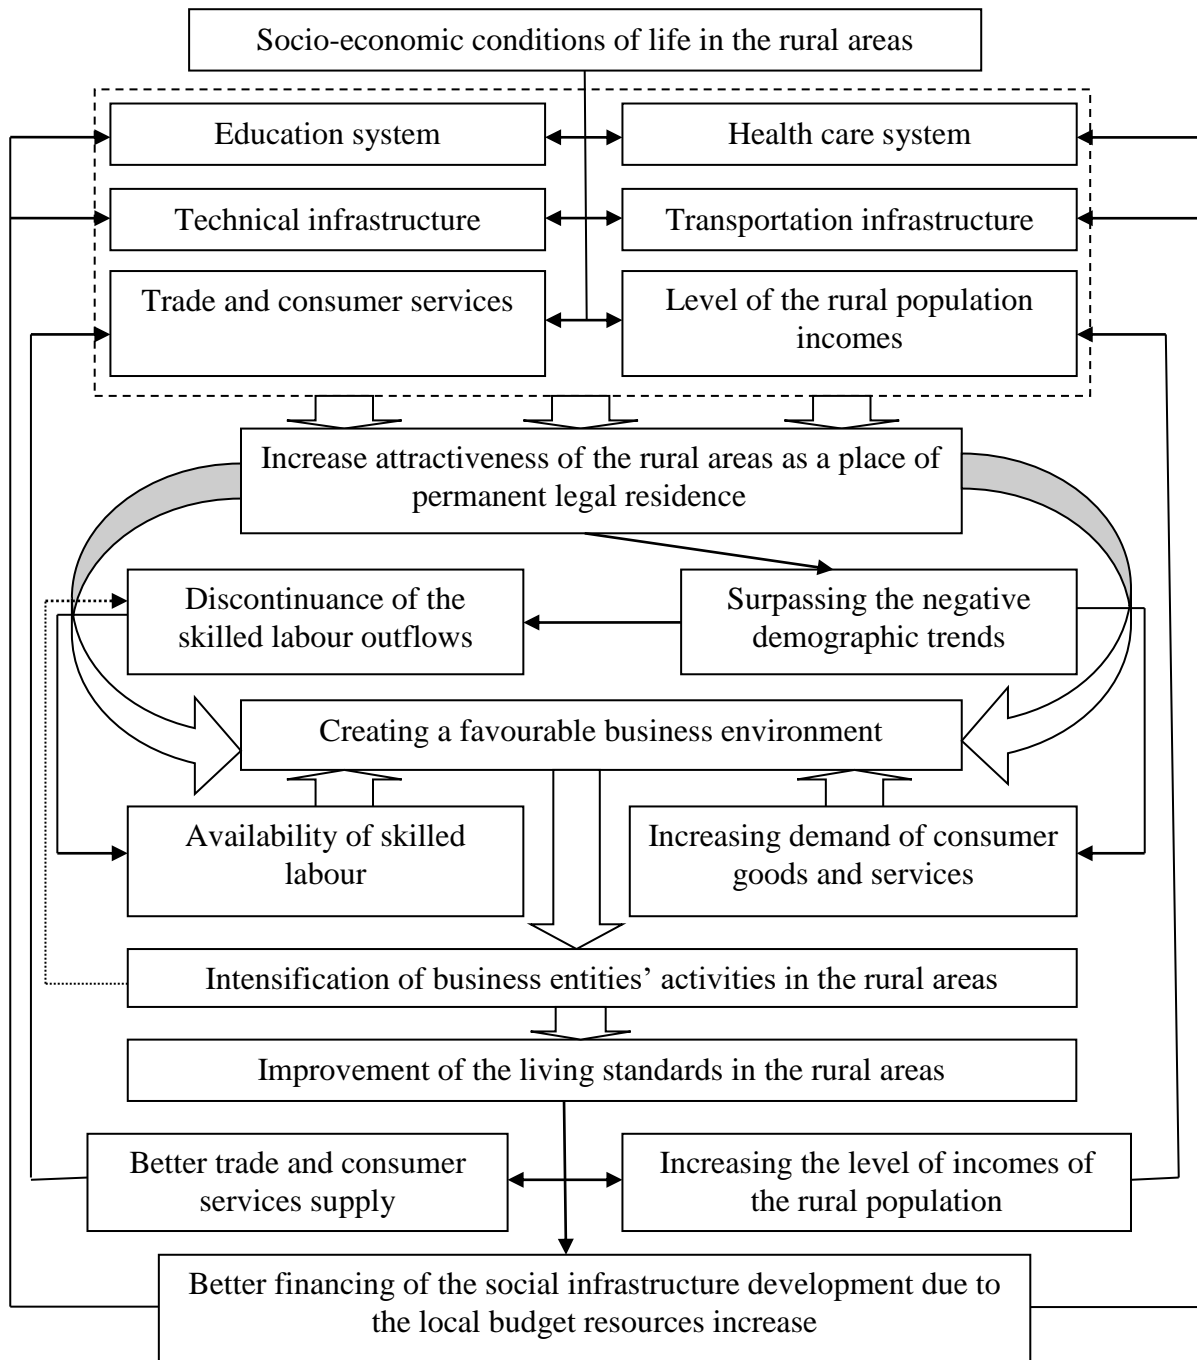 Socio-economic conditions of life in the rural areas
Education system
Health care system
Technical infrastructure
Transportation infrastructure
Trade and consumer services
Level of the rural population
incomes
Increase attractiveness of the rural areas as a place of
permanent legal residence
Discontinuance of the
skilled labour outflows
Surpassing the negative
demographic trends
Creating a favourable business environment
Availability of skilled
labour
Increasing demand of consumer
goods and services
Intensification of business entities’ activities in the rural areas
Improvement of the living standards in the rural areas
Better trade and consumer
services supply
Increasing the level of incomes of
the rural population
Better financing of the social infrastructure development due to
the local budget resources increase